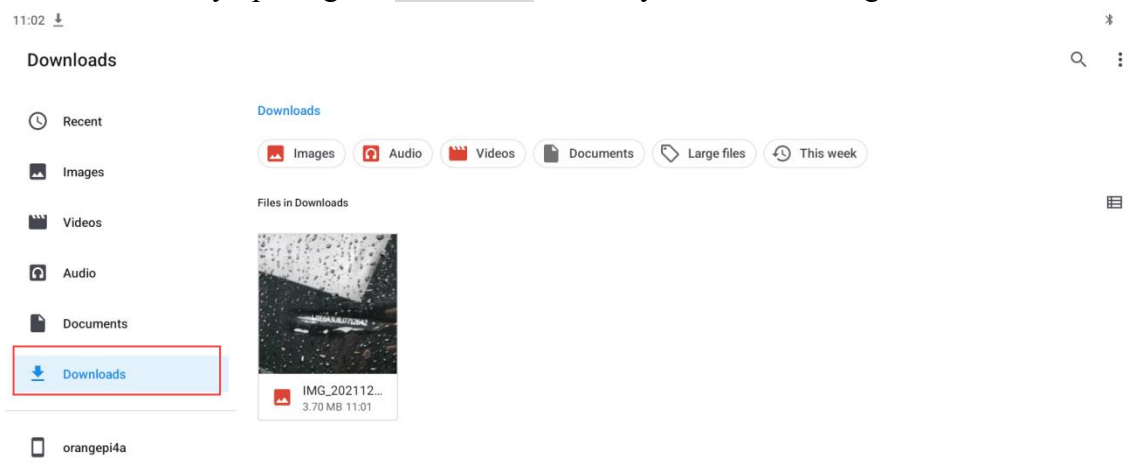 11:02
Downloads
Recent
Images
Videos
Audio
Documents
Downloads
orangepi4a
Downloads
Images Audio Videos Documents Large files This week
Files in Downloads
IMG_202112...
3.70 MB 11:01